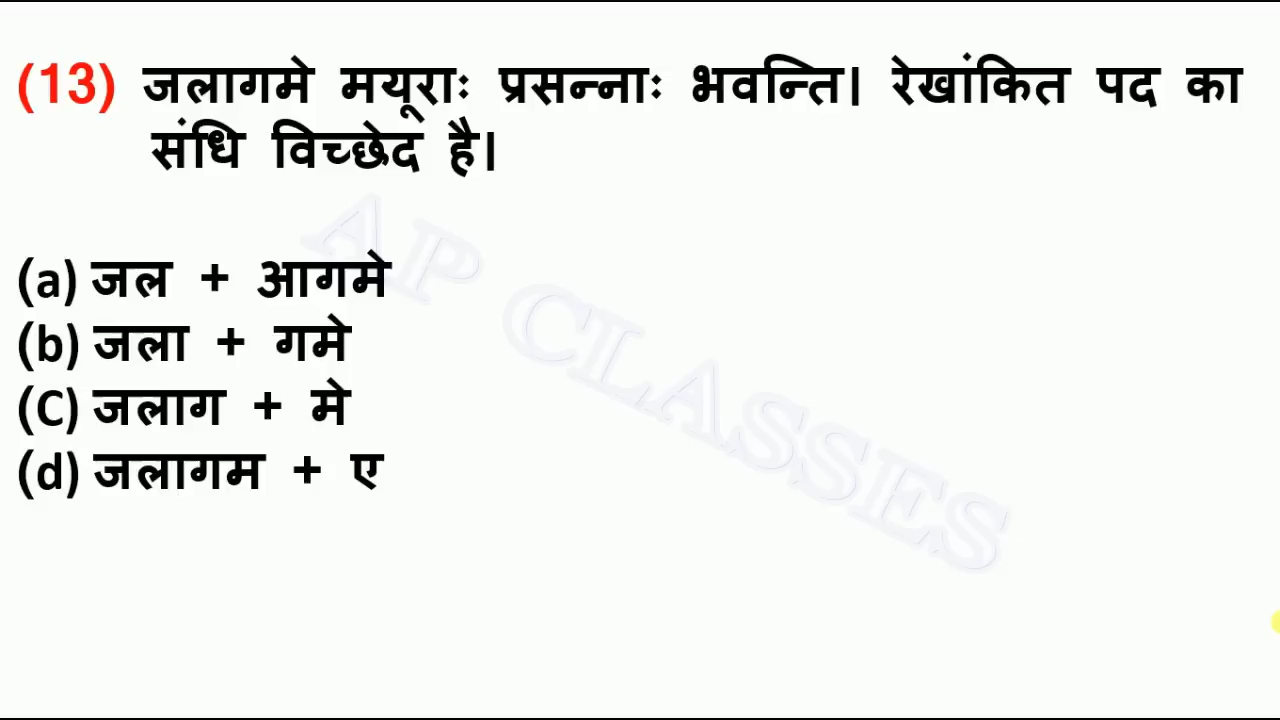 (13) जलागमे मयूराः प्रसन्नाः भवन्ति। रेखांकित पद का
संधि विच्छेद है।
(a) जल + आगमे
(b) जला + गमे
(C) जलाग + मे
(d) जलागम + ए
AP CLASSES